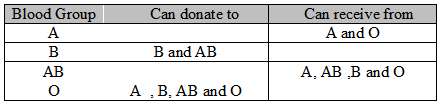 Blood Group Can donate to Can receive from
A A and O
B B and AB
AB A, AB ,B and O
O A , B, AB and O